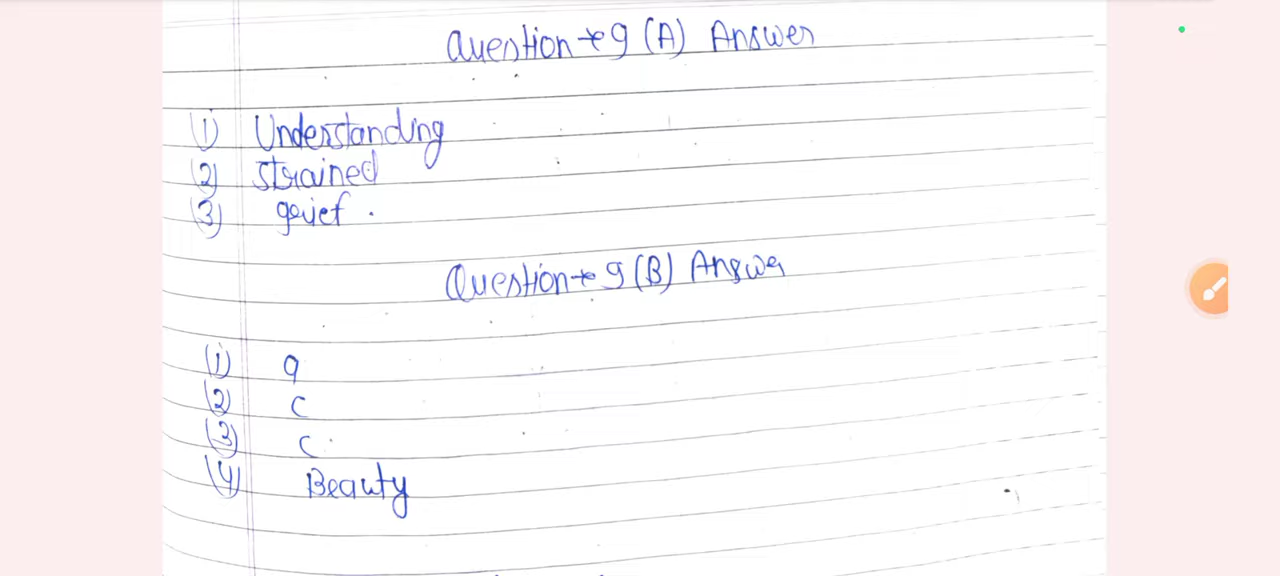 Question → 9 (A) Answer
(1) Understanding
(2) Strained
(3) grief .
Question → 9 (B) Answer
(1) a
(2) C
(3) C
(4) Beauty